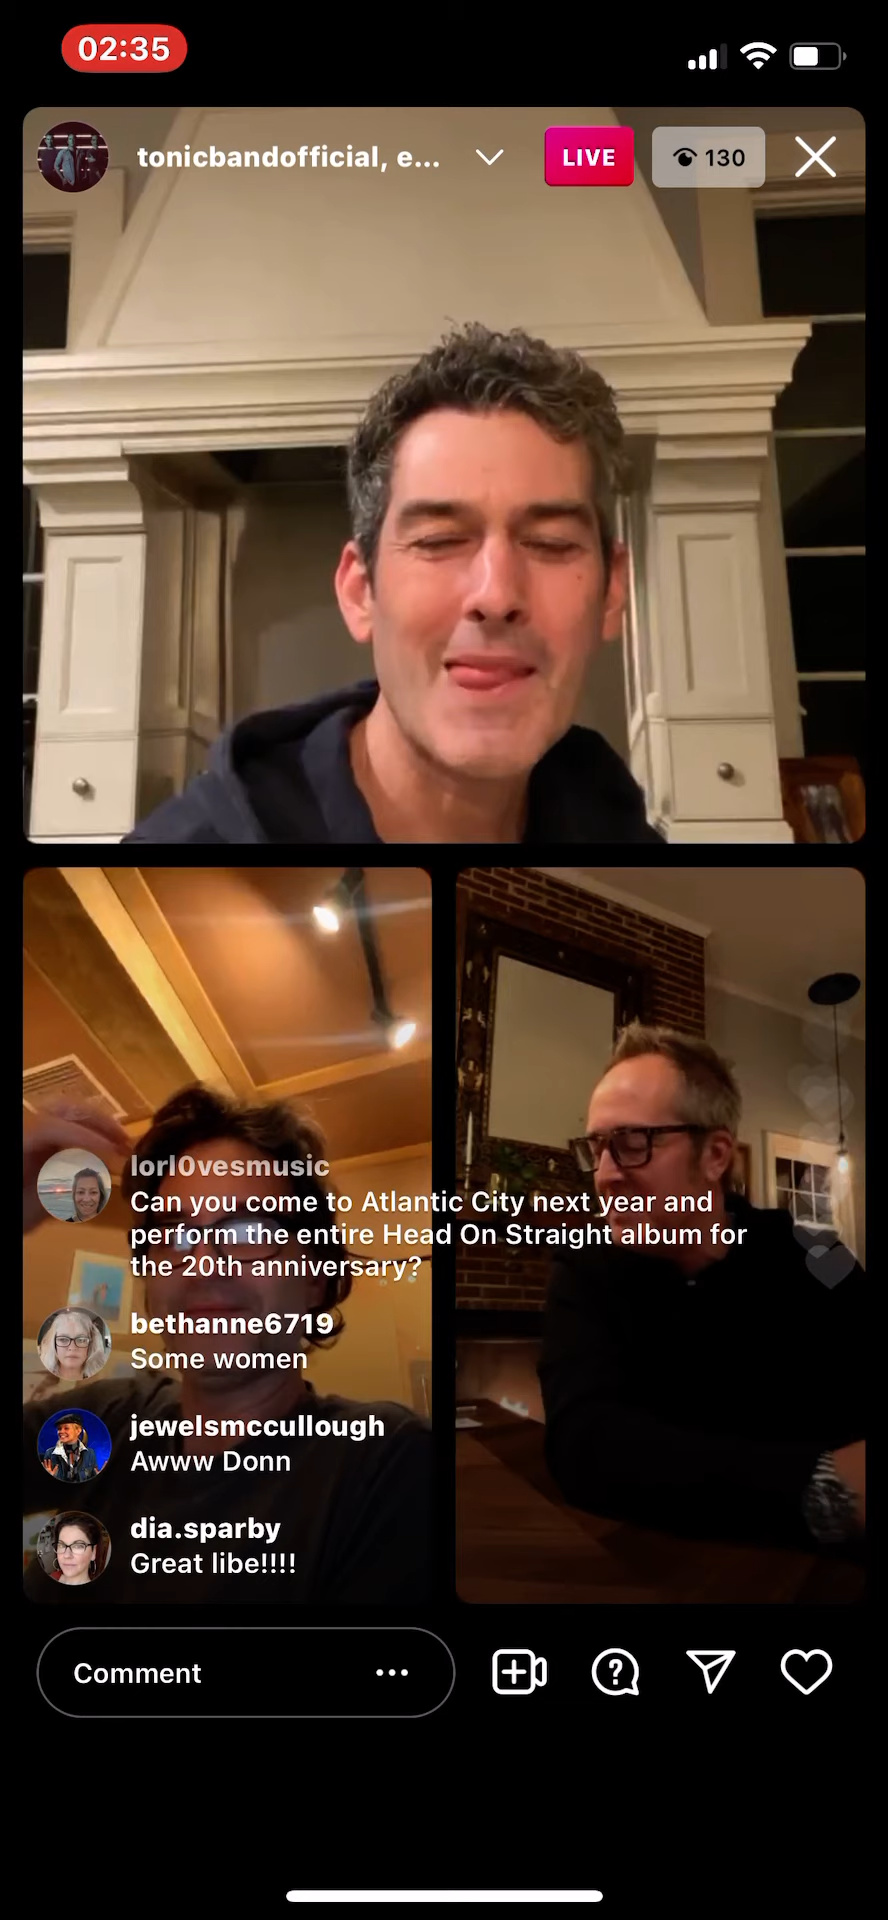 02:35
tonicbandofficial, e...
LIVE
130
lorl0vesmusic
Can you come to Atlantic City next year and
perform the entire Head On Straight album for
the 20th anniversary?
bethanne6719
Some women
jewelsmccullough
Awww Donn
dia.sparby
Great libe!!!!
Comment